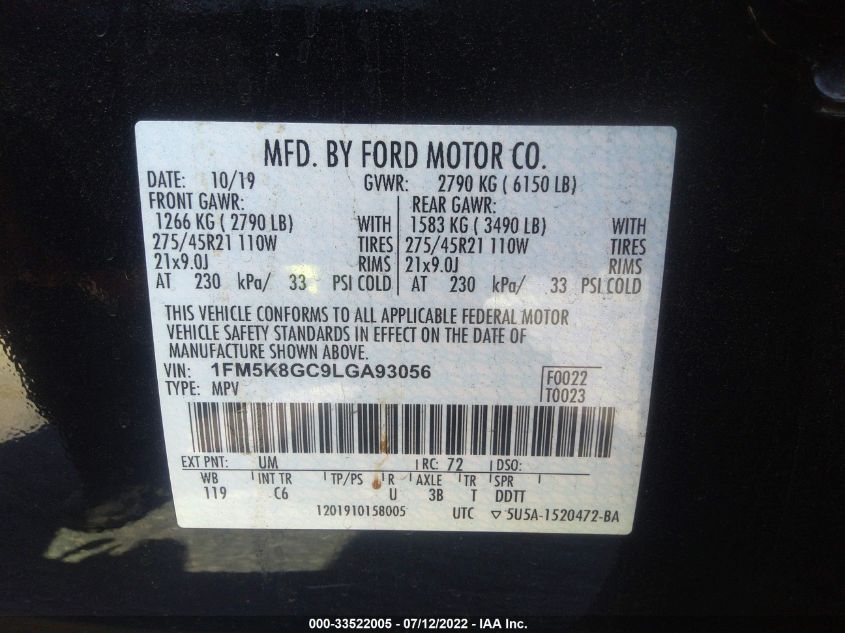 MFD. BY FORD MOTOR CO.
DATE: 10/19 GVWR: 2790 KG ( 6150 LB)
FRONT GAWR: REAR GAWR:
1266 KG ( 2790 LB) WITH 1583 KG ( 3490 LB) WITH
275/45R21 110W TIRES 275/45R21 110W TIRES
21x9.0J RIMS 21x9.0J RIMS
AT 230 kPa/ 33 PSI COLD AT 230 kPa/ 33 PSI COLD
THIS VEHICLE CONFORMS TO ALL APPLICABLE FEDERAL MOTOR
VEHICLE SAFETY STANDARDS IN EFFECT ON THE DATE OF
MANUFACTURE SHOWN ABOVE.
VIN: 1FM5K8GC9LGA93056 F0022
TYPE: MPV T0023
EXT PNT: UM RC: 72 DSO:
WB INT TR TP/PS R AXLE TR SPR
119 C6 U 3B T DDTT
1201910158005 UTC ▽ 5U5A-1520472-BA
000-33522005 - 07/12/2022 - IAA Inc.